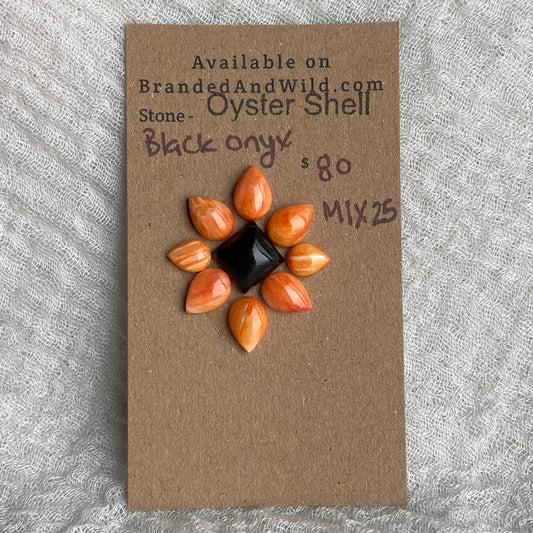 Available on
BrandedAndWild.com
Stone - Oyster Shell
Black onyx
$ 80
MIX25